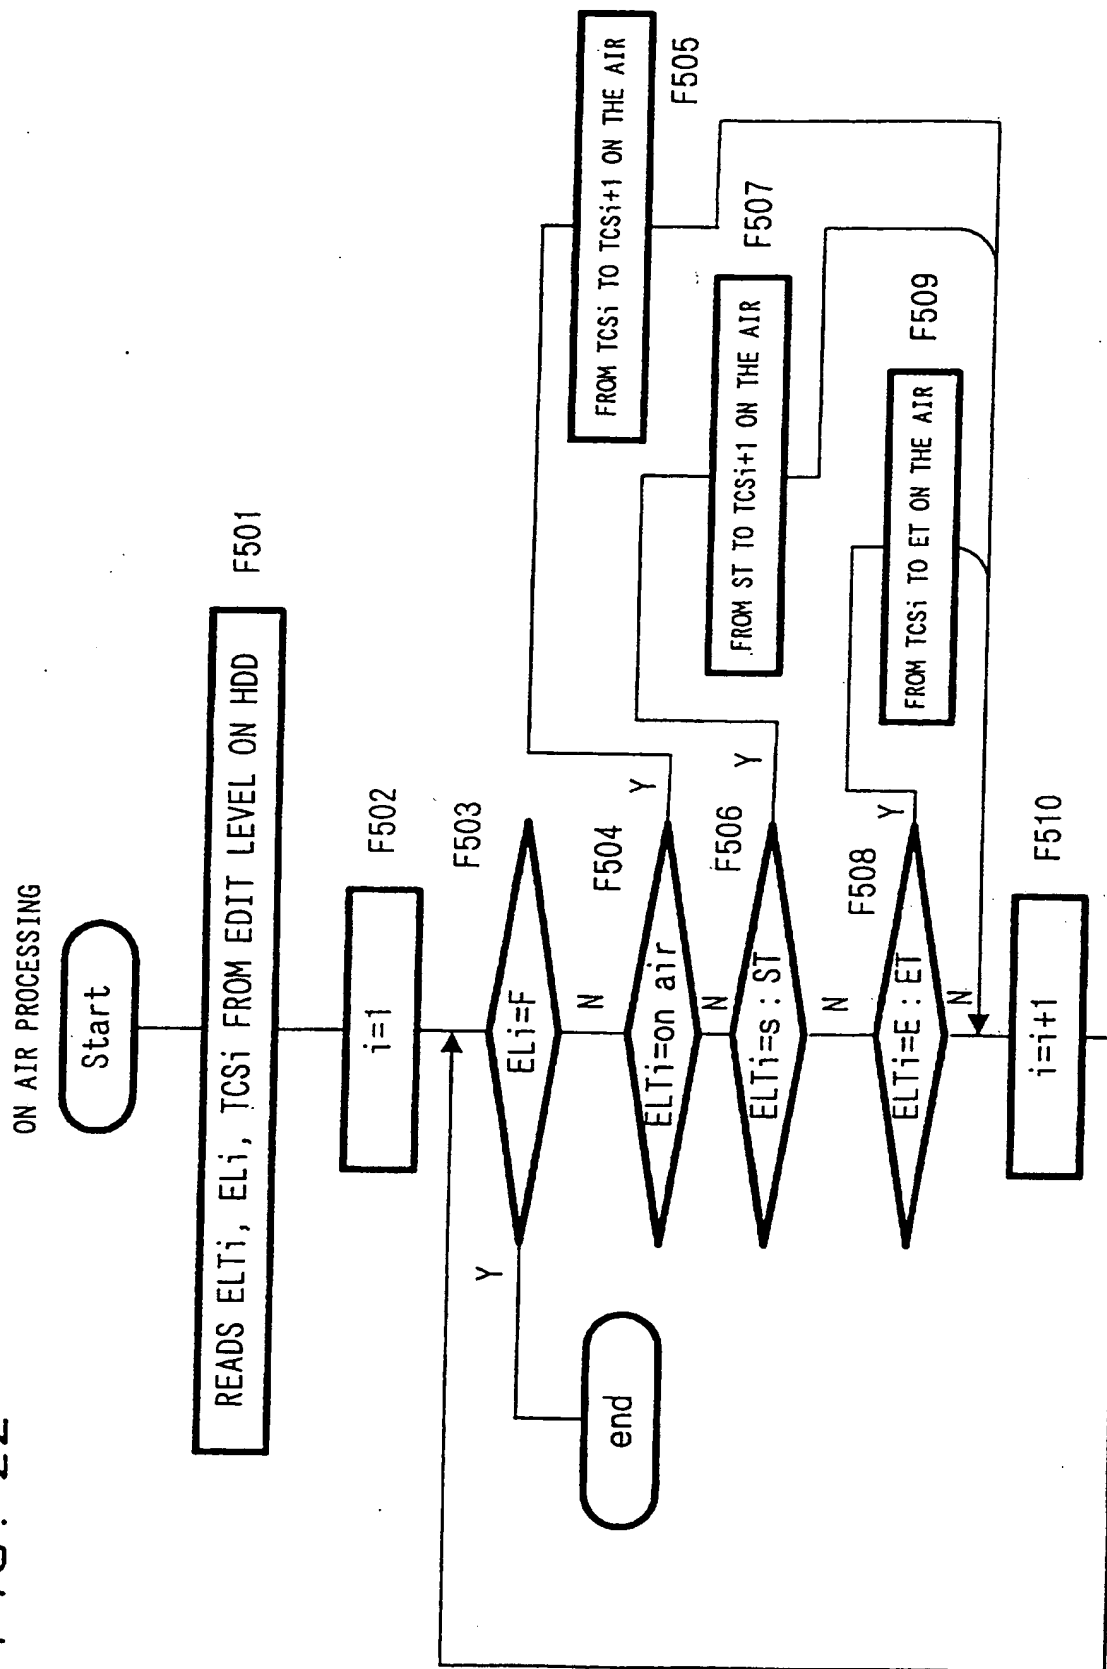 FIG. 22
ON AIR PROCESSING
Start
READS ELTi, ELi, TCSi FROM EDIT LEVEL ON HDD
F501
i=1
F502
F503
ELi=F
Y
N
end
F504
ELTi=on air
Y
N
FROM TCSi TO TCSi+1 ON THE AIR
F505
F506
ELTi=s : ST
Y
N
FROM ST TO TCSi+1 ON THE AIR
F507
F508
ELTi=E : ET
Y
N
FROM TCSi TO ET ON THE AIR
F509
i=i+1
F510